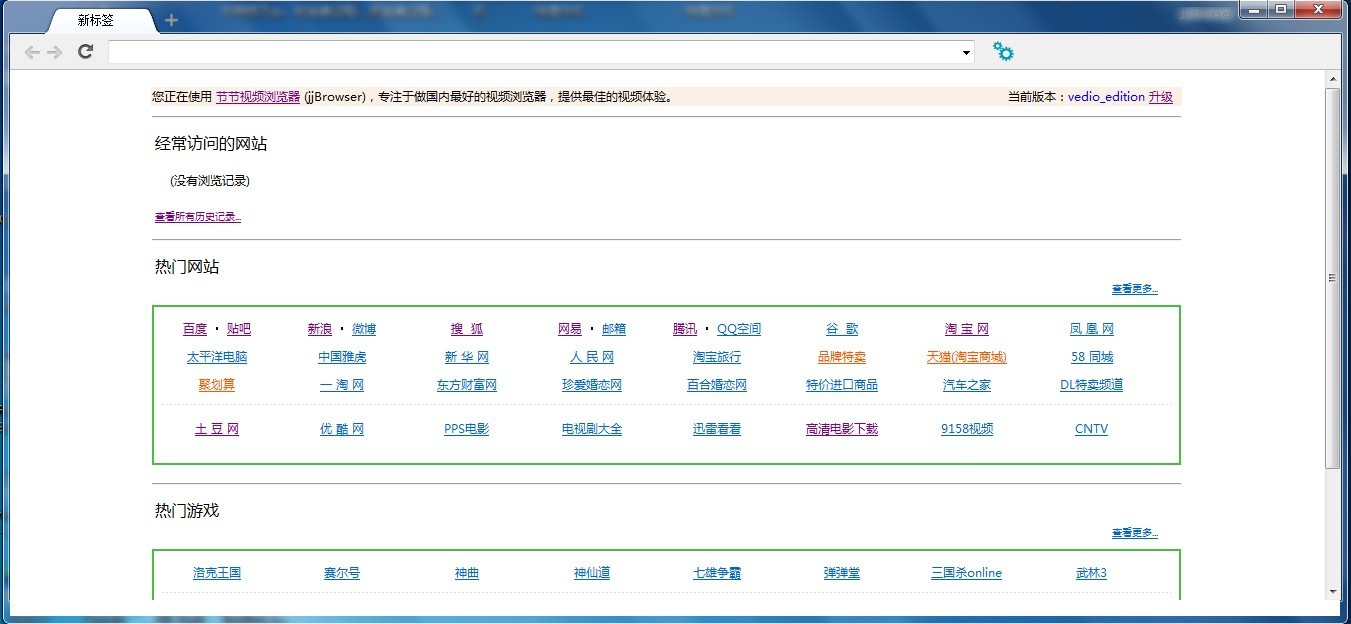 新标签
您正在使用 节节视频浏览器 (jjBrowser)，专注于做国内最好的视频浏览器，提供最佳的视频体验。 当前版本：vedio_edition 升级
经常访问的网站
(没有浏览记录)
查看所有历史记录...
热门网站
查看更多...
百度 · 贴吧 新浪 · 微博 搜 狐 网易 · 邮箱 腾讯 · QQ空间 谷 歌 淘 宝 网 凤 凰 网
太平洋电脑 中国雅虎 新 华 网 人 民 网 淘宝旅行 品牌特卖 天猫(淘宝商城) 58 同城
聚划算 一 淘 网 东方财富网 珍爱婚恋网 百合婚恋网 特价进口商品 汽车之家 DL特卖频道
土 豆 网 优 酷 网 PPS电影 电视剧大全 迅雷看看 高清电影下载 9158视频 CNTV
热门游戏
查看更多...
洛克王国 赛尔号 神曲 神仙道 七雄争霸 弹弹堂 三国杀online 武林3